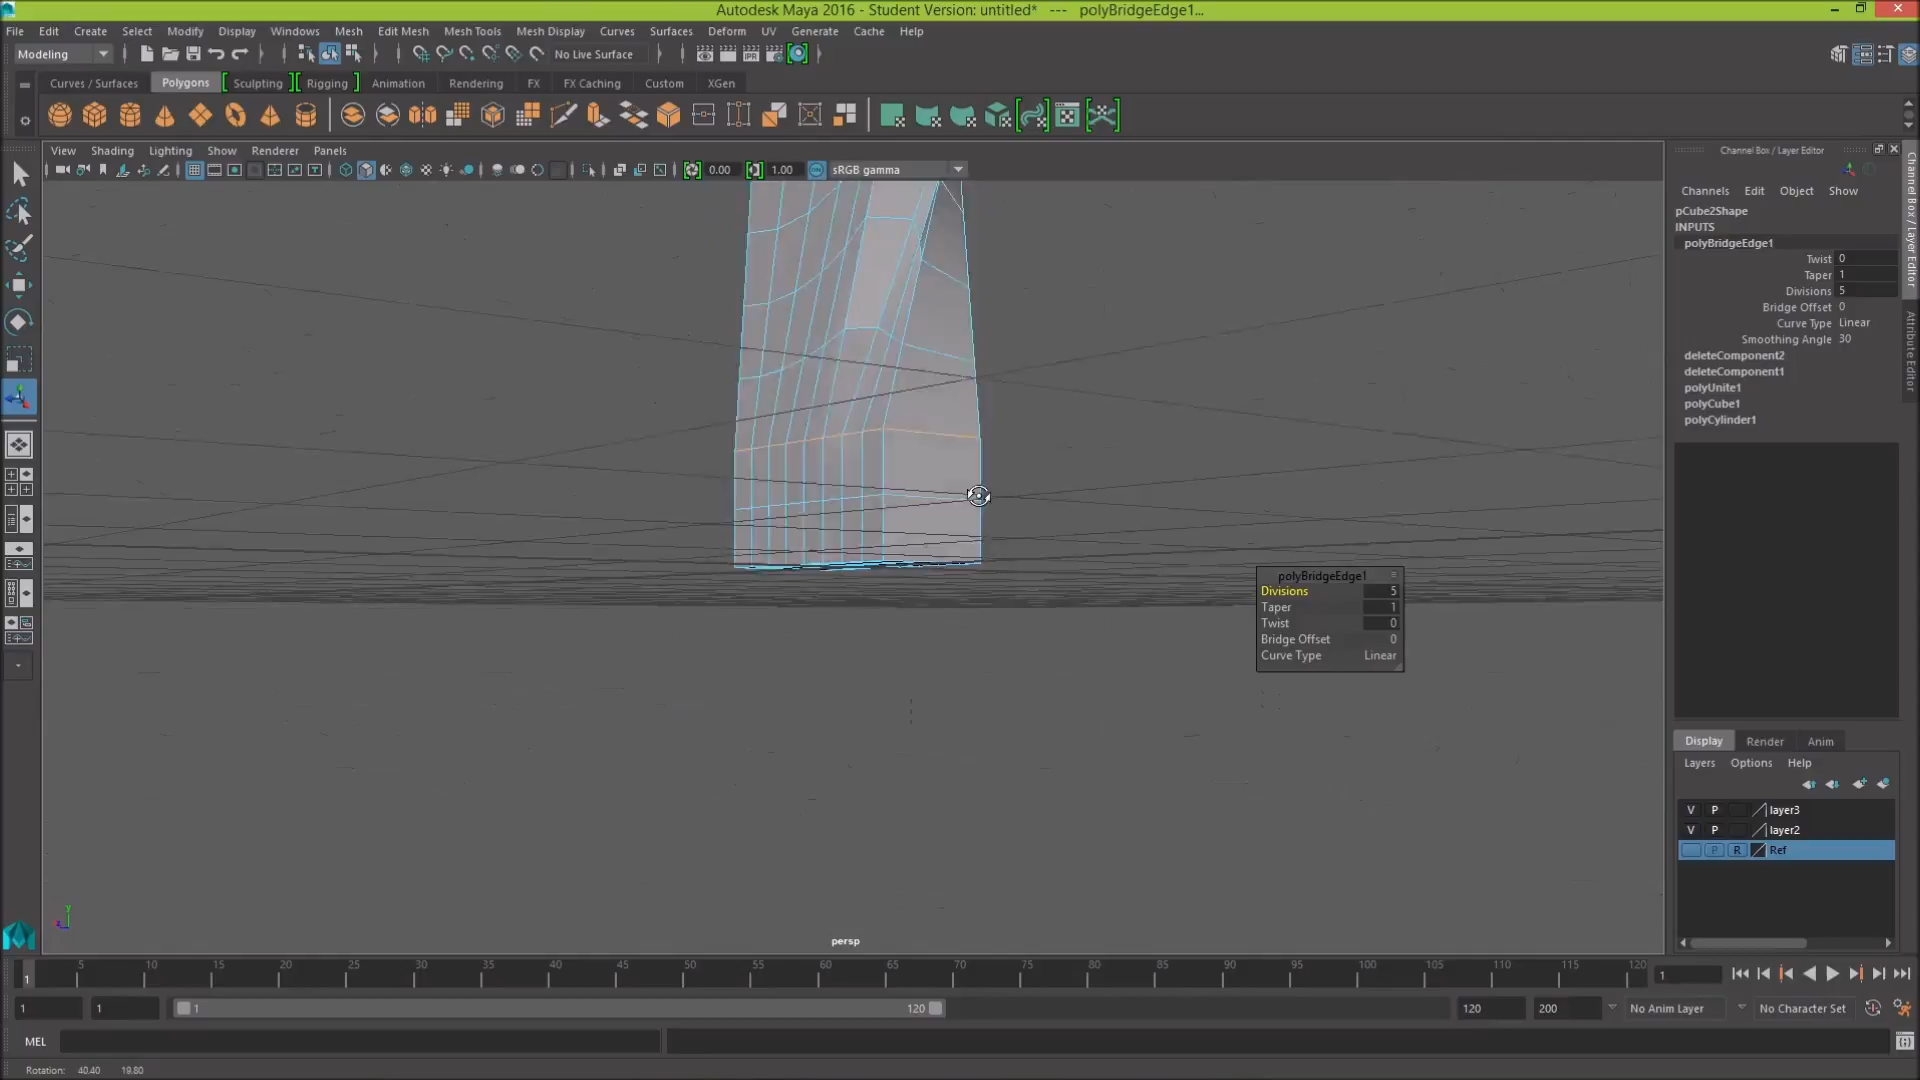 Autodesk Maya 2016 - Student Version: untitled* --- polyBridgeEdge1...
File Edit Create Select Modify Display Windows Mesh Edit Mesh Mesh Tools Mesh Display Curves Surfaces Deform UV Generate Cache Help
Modeling No Live Surface
Curves / Surfaces Polygons Sculpting Rigging Animation Rendering FX FX Caching Custom XGen
View Shading Lighting Show Renderer Panels
0.00 1.00 sRGB gamma
Channel Box / Layer Editor
Channels Edit Object Show
pCube2Shape
INPUTS
polyBridgeEdge1
Twist 0
Taper 1
Divisions 5
Bridge Offset 0
Curve Type Linear
Smoothing Angle 30
deleteComponent2
deleteComponent1
polyUnite1
polyCube1
polyCylinder1
Channel Box / Layer Editor
Attribute Editor
polyBridgeEdge1
Divisions 5
Taper 1
Twist 0
Bridge Offset 0
Curve Type Linear
Display Render Anim
Layers Options Help
V P layer3
V P layer2
P R Ref
y
persp
1 5 10 15 20 25 30 35 40 45 50 55 60 65 70 75 80 85 90 95 100 105 110 115 120 1
1 1 1 120 120 200 No Anim Layer No Character Set
MEL
Rotation: 40.40 19.80